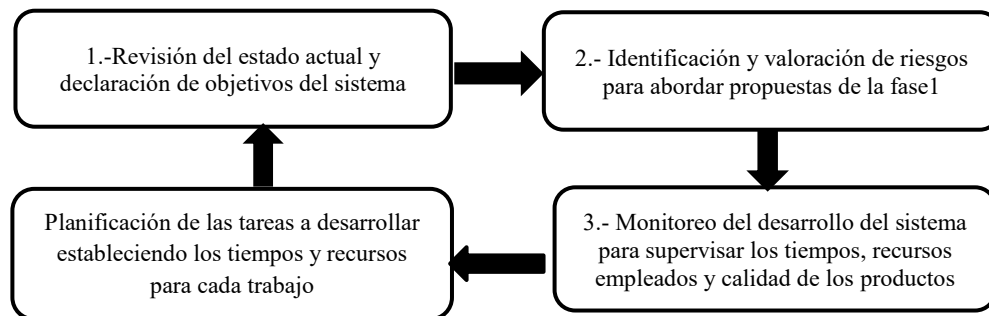 1.-Revisión del estado actual y
declaración de objetivos del sistema
2.- Identificación y valoración de riesgos
para abordar propuestas de la fase1
Planificación de las tareas a desarrollar
estableciendo los tiempos y recursos
para cada trabajo
3.- Monitoreo del desarrollo del sistema
para supervisar los tiempos, recursos
empleados y calidad de los productos